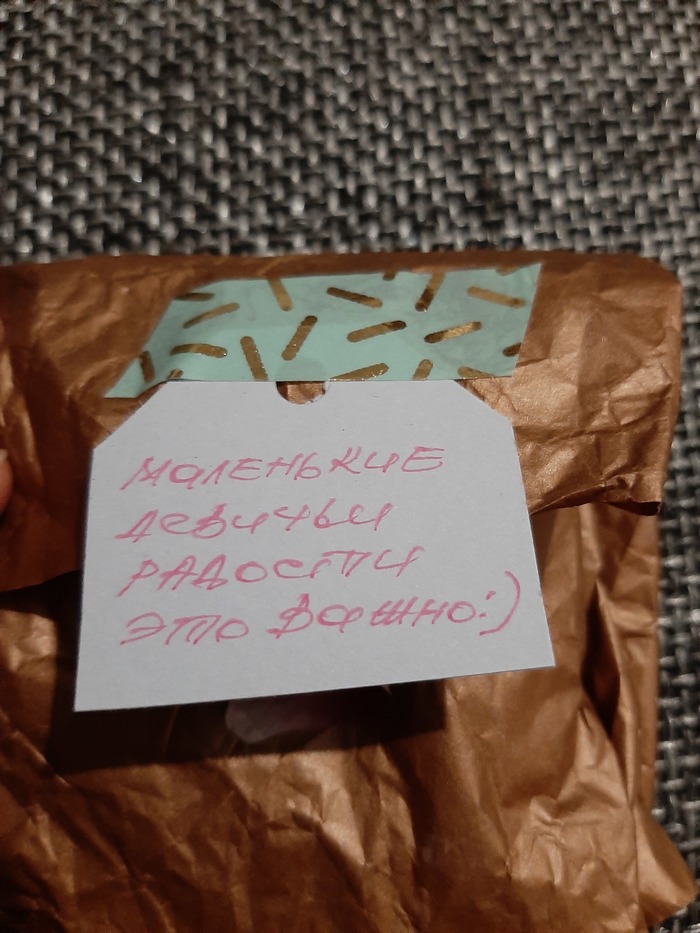 маленькие
девичьи
радости
это важно:)